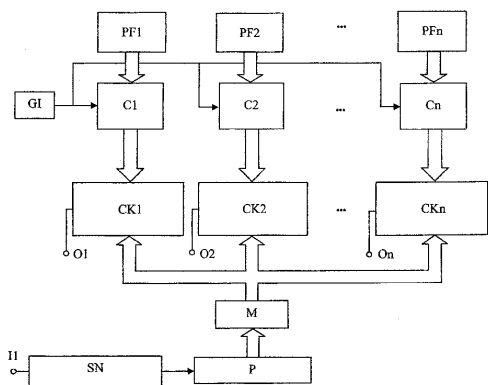 PF1 PF2 ... PFn
GI C1 C2 ... Cn
CK1 CK2 ... CKn
O1 O2 On
M
I1 SN P